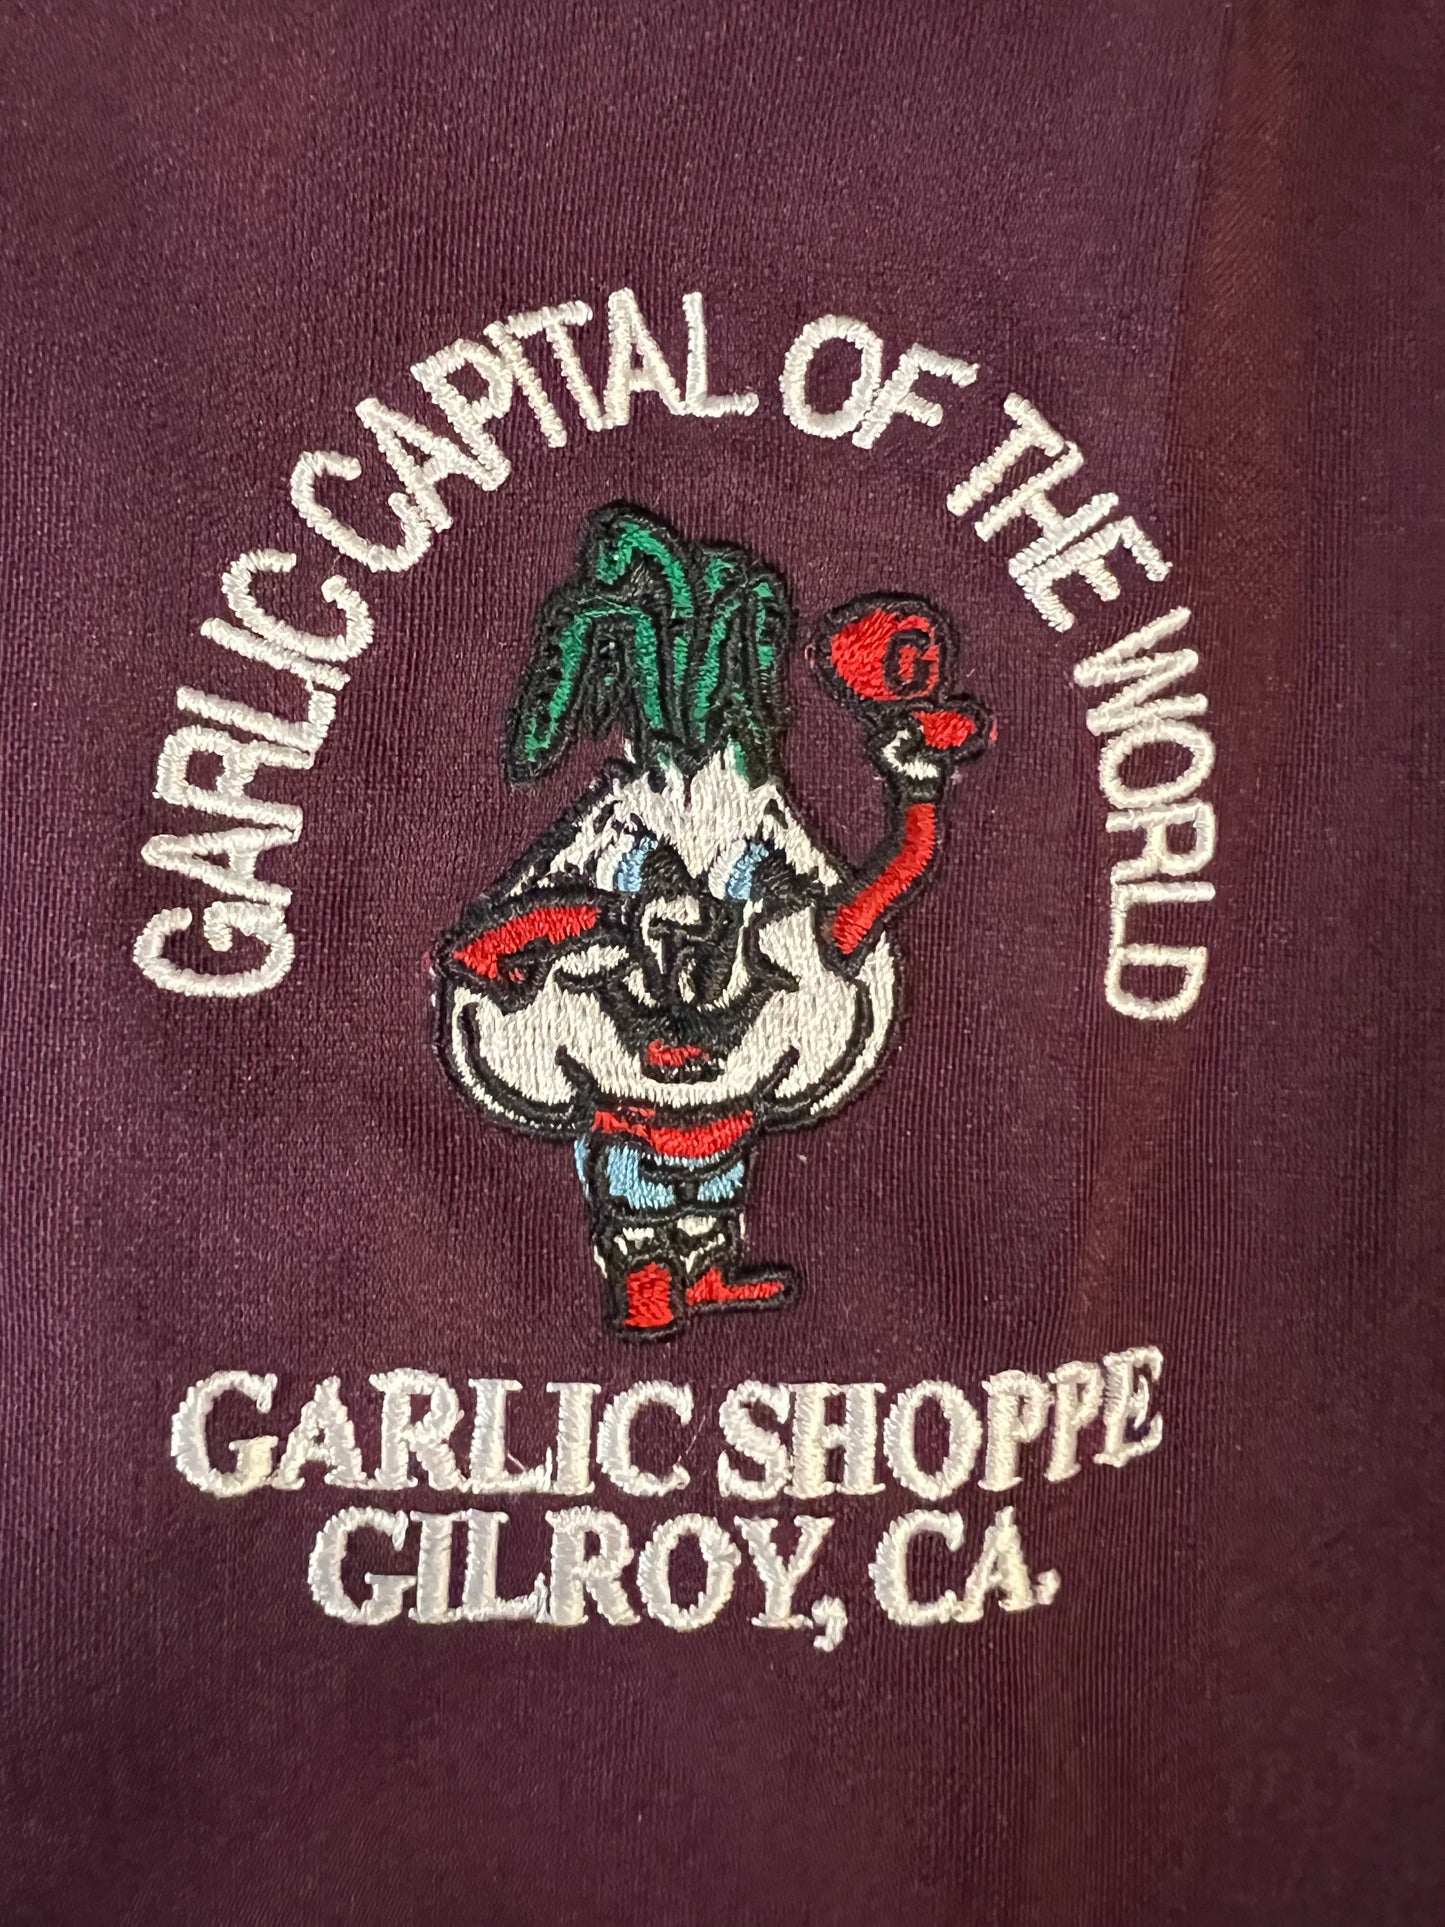 GARLIC CAPITAL OF THE WORLD
G
GARLIC SHOPPE
GILROY, CA.